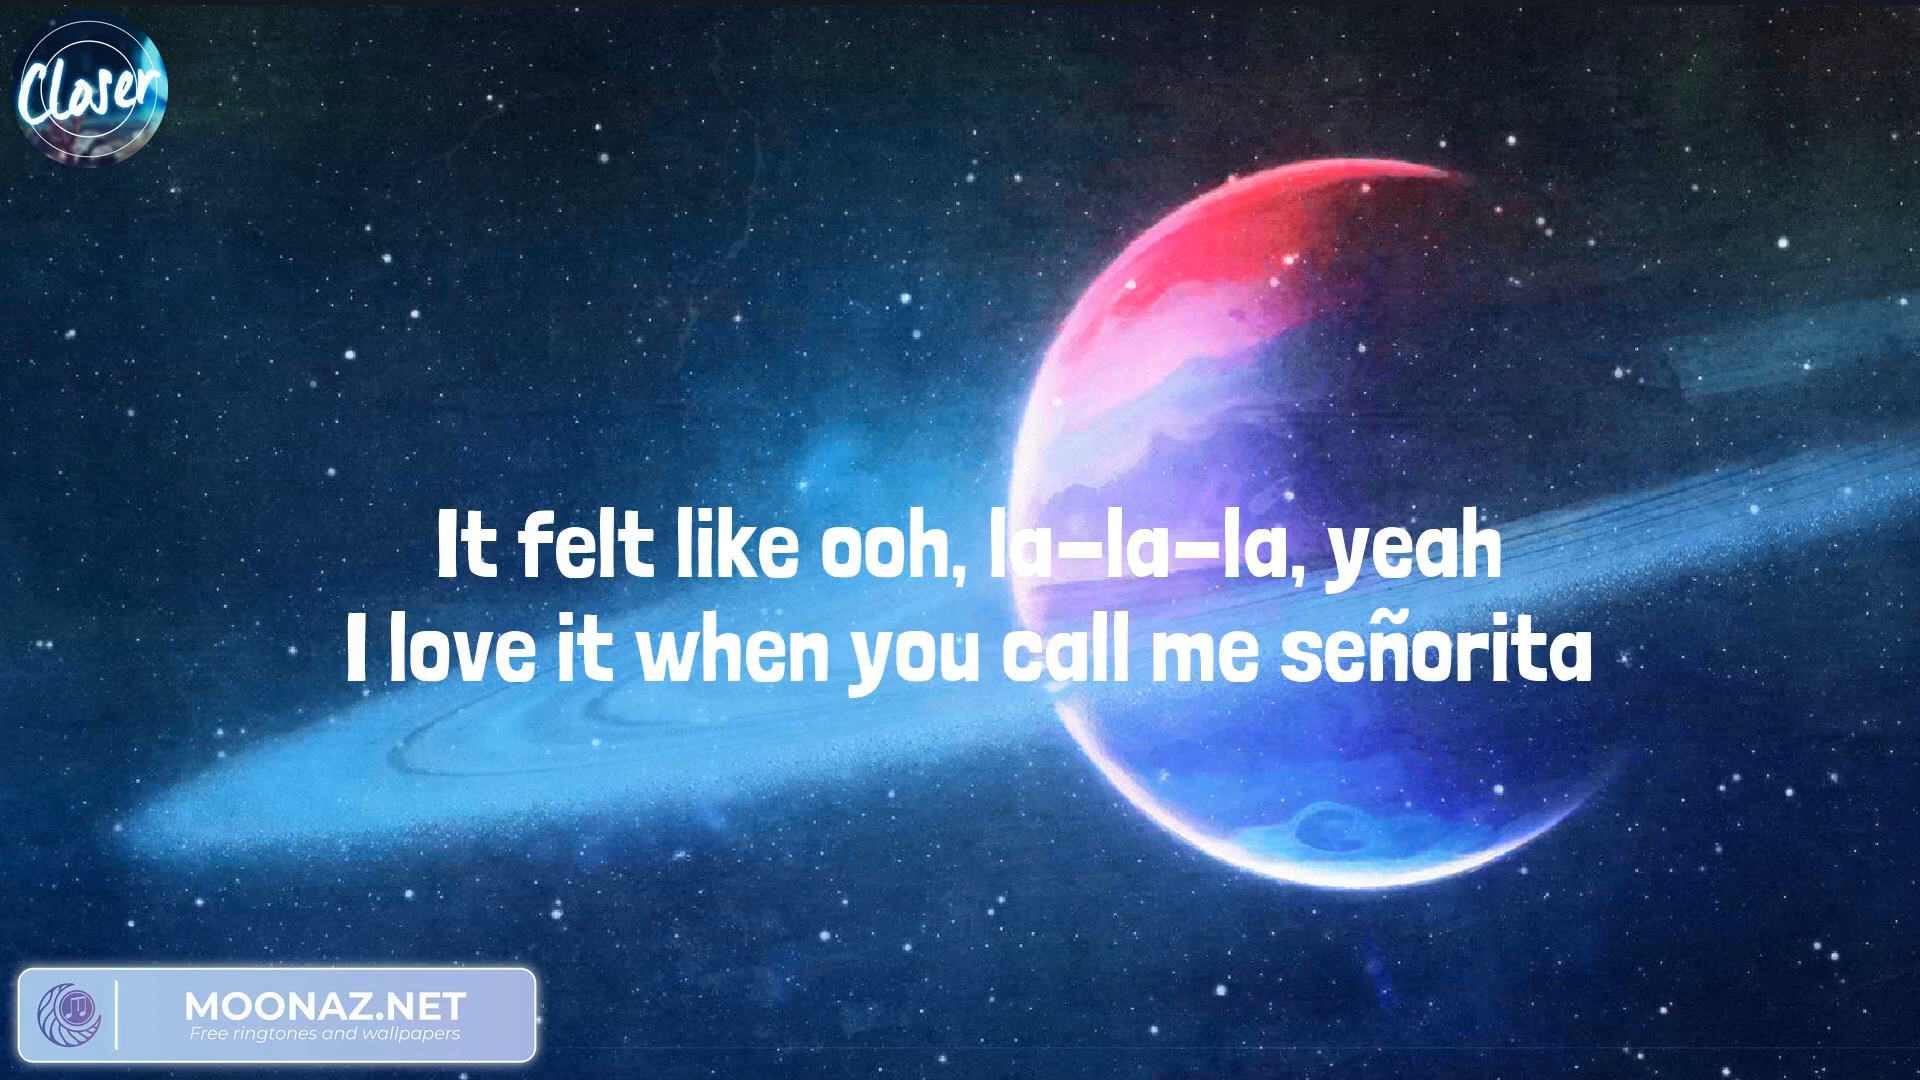 Closer
It felt like ooh, la-la-la, yeah
I love it when you call me señorita
MOONAZ.NET
Free ringtones and wallpapers